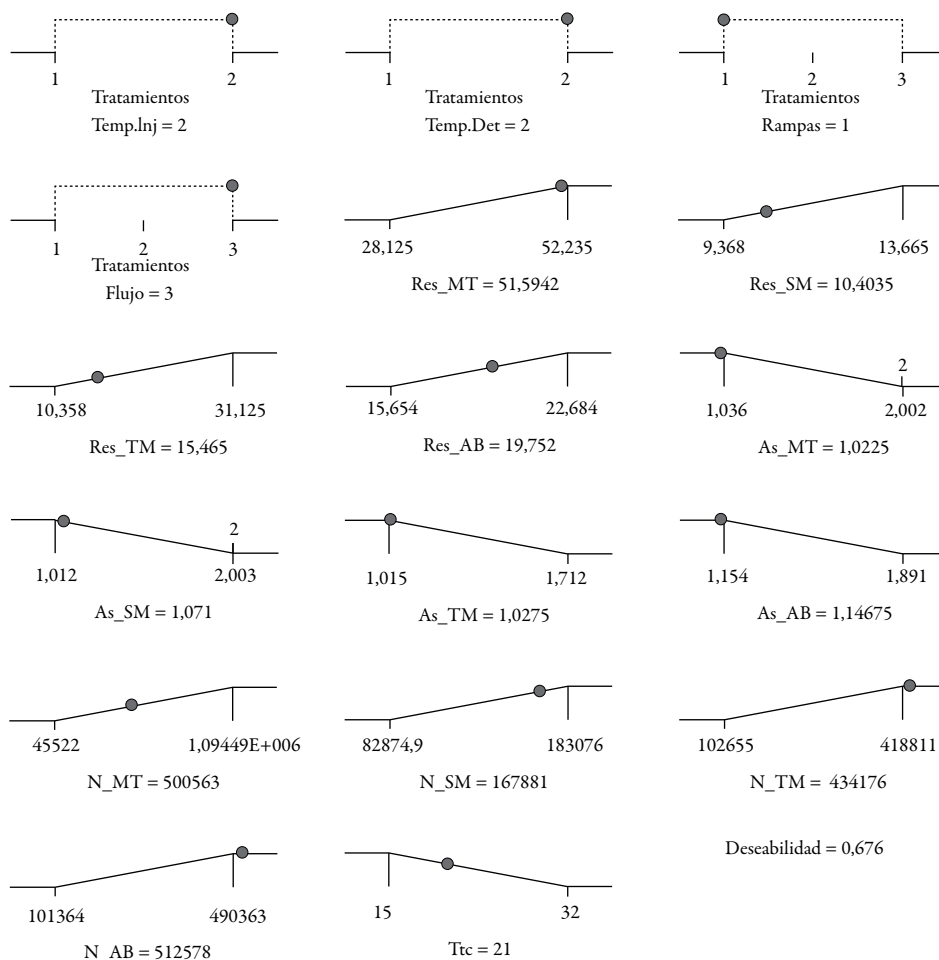 1 2
Tratamientos
Temp.lnj = 2
1 2
Tratamientos
Temp.Det = 2
1 2 3
Tratamientos
Rampas = 1
1 2 3
Tratamientos
Flujo = 3
28,125 52,235
Res_MT = 51,5942
9,368 13,665
Res_SM = 10,4035
10,358 31,125
Res_TM = 15,465
15,654 22,684
Res_AB = 19,752
2
1,036 2,002
As_MT = 1,0225
2
1,012 2,003
As_SM = 1,071
1,015 1,712
As_TM = 1,0275
1,154 1,891
As_AB = 1,14675
45522 1,09449E+006
N_MT = 500563
82874,9 183076
N_SM = 167881
102655 418811
N_TM = 434176
101364 490363
N_AB = 512578
15 32
Ttc = 21
Deseabilidad = 0,676